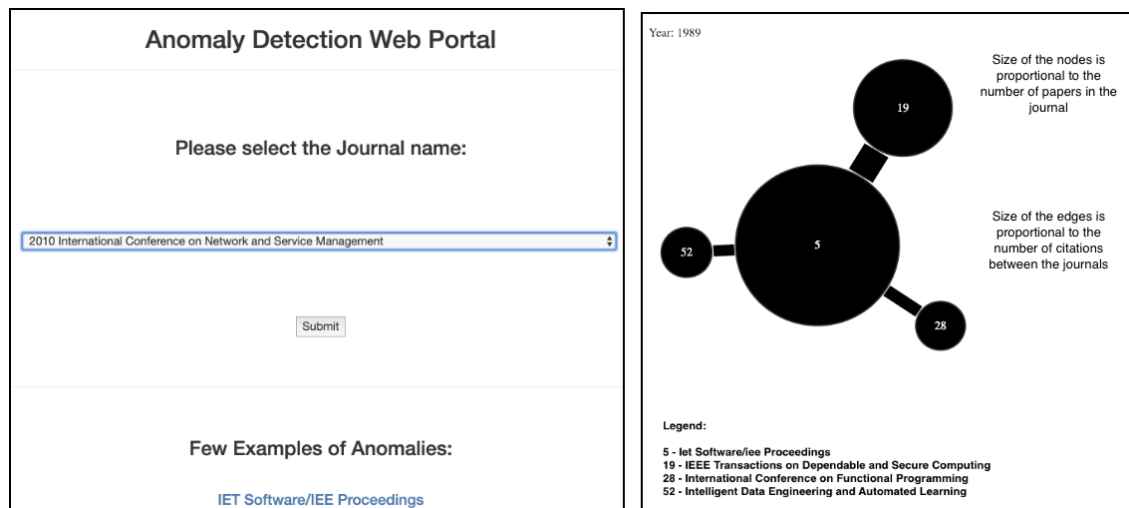 Anomaly Detection Web Portal
Please select the Journal name:
2010 International Conference on Network and Service Management
Submit
Few Examples of Anomalies:
IET Software/IEE Proceedings
Year: 1989
Size of the nodes is
proportional to the
number of papers in the
journal
19
Size of the edges is
proportional to the
number of citations
between the journals
5
52
28
Legend:
5 - Iet Software/iee Proceedings
19 - IEEE Transactions on Dependable and Secure Computing
28 - International Conference on Functional Programming
52 - Intelligent Data Engineering and Automated Learning